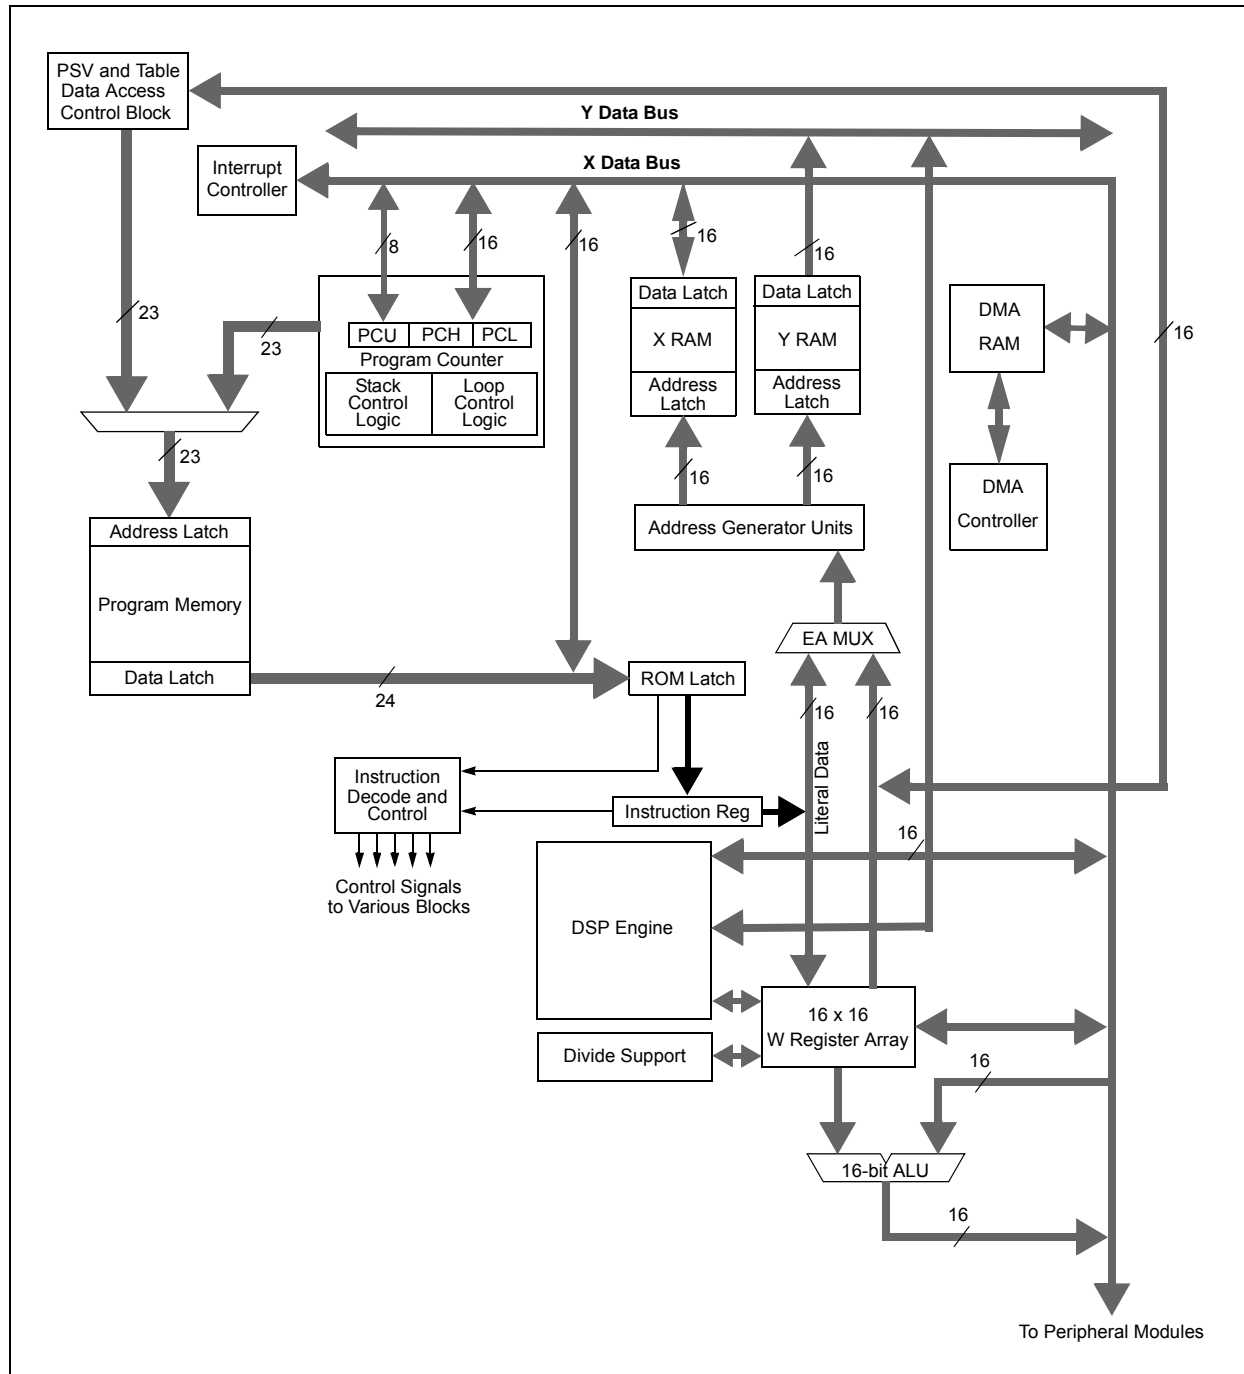 PSV and Table
Data Access
Control Block
Y Data Bus
X Data Bus
Interrupt
Controller
8
16
16
16
16
16
23
23
PCU
PCH
PCL
Program Counter
Stack
Control
Logic
Loop
Control
Logic
Data Latch
X RAM
Address
Latch
Data Latch
Y RAM
Address
Latch
DMA
RAM
23
16
16
DMA
Controller
Address Generator Units
Address Latch
Program Memory
Data Latch
24
ROM Latch
EA MUX
16
16
Literal Data
Instruction
Decode and
Control
Instruction Reg
Control Signals
to Various Blocks
16
DSP Engine
16 x 16
W Register Array
Divide Support
16
16-bit ALU
16
To Peripheral Modules